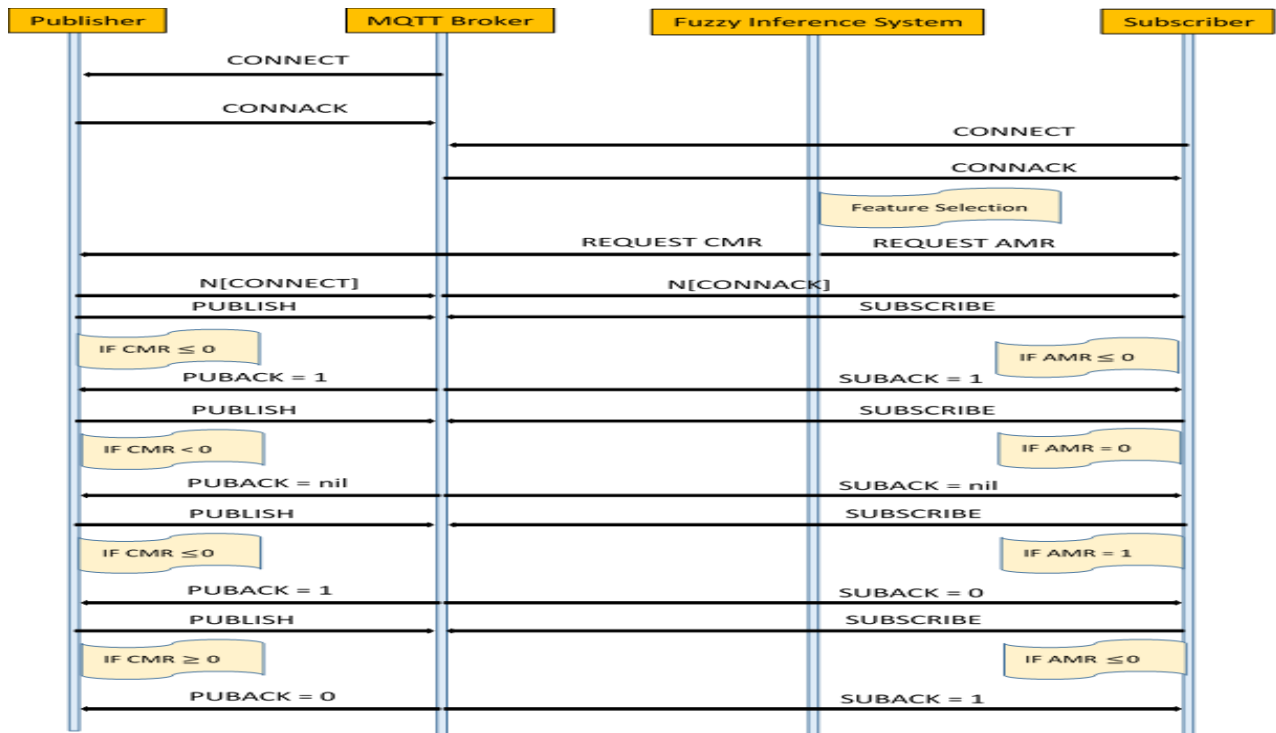 Publisher
MQTT Broker
Fuzzy Inference System
Subscriber
CONNECT
CONNACK
CONNECT
CONNACK
Feature Selection
REQUEST CMR
REQUEST AMR
N[CONNECT]
N[CONNACK]
PUBLISH
SUBSCRIBE
IF CMR ≤ 0
IF AMR ≤ 0
PUBACK = 1
SUBACK = 1
PUBLISH
SUBSCRIBE
IF CMR < 0
IF AMR = 0
PUBACK = nil
SUBACK = nil
PUBLISH
SUBSCRIBE
IF CMR ≤0
IF AMR = 1
PUBACK = 1
SUBACK = 0
PUBLISH
SUBSCRIBE
IF CMR ≥ 0
IF AMR ≤0
PUBACK = 0
SUBACK = 1